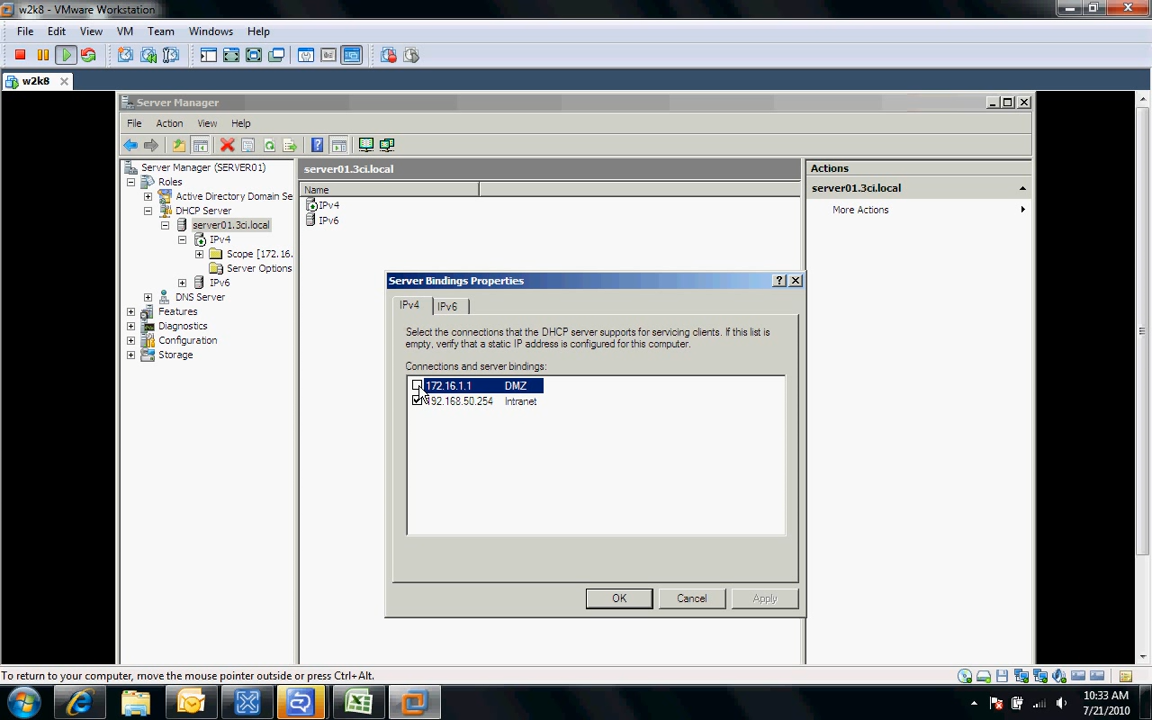 w2k8 - VMware Workstation
File Edit View VM Team Windows Help
w2k8
Server Manager
File Action View Help
Server Manager (SERVER01)
Roles
Active Directory Domain Se
DHCP Server
server01.3ci.local
IPv4
Scope [172.16.
Server Options
IPv6
DNS Server
Features
Diagnostics
Configuration
Storage
server01.3ci.local
Name
IPv4
IPv6
Actions
server01.3ci.local
More Actions
Server Bindings Properties
IPv4 IPv6
Select the connections that the DHCP server supports for servicing clients. If this list is
empty, verify that a static IP address is configured for this computer.
Connections and server bindings:
172.16.1.1 DMZ
192.168.50.254 Intranet
OK Cancel Apply
To return to your computer, move the mouse pointer outside or press Ctrl+Alt.
10:33 AM
7/21/2010